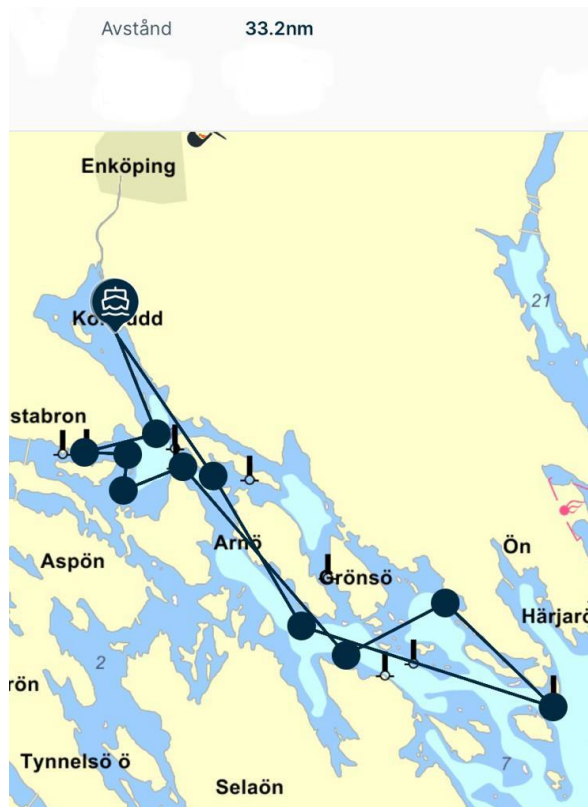 Avstånd 33.2nm
Enköping
21
stabron
Arnö
Ön
Aspön
Grönsö
Härjarö
2
rön
Tynnelsö ö
7
Selaön